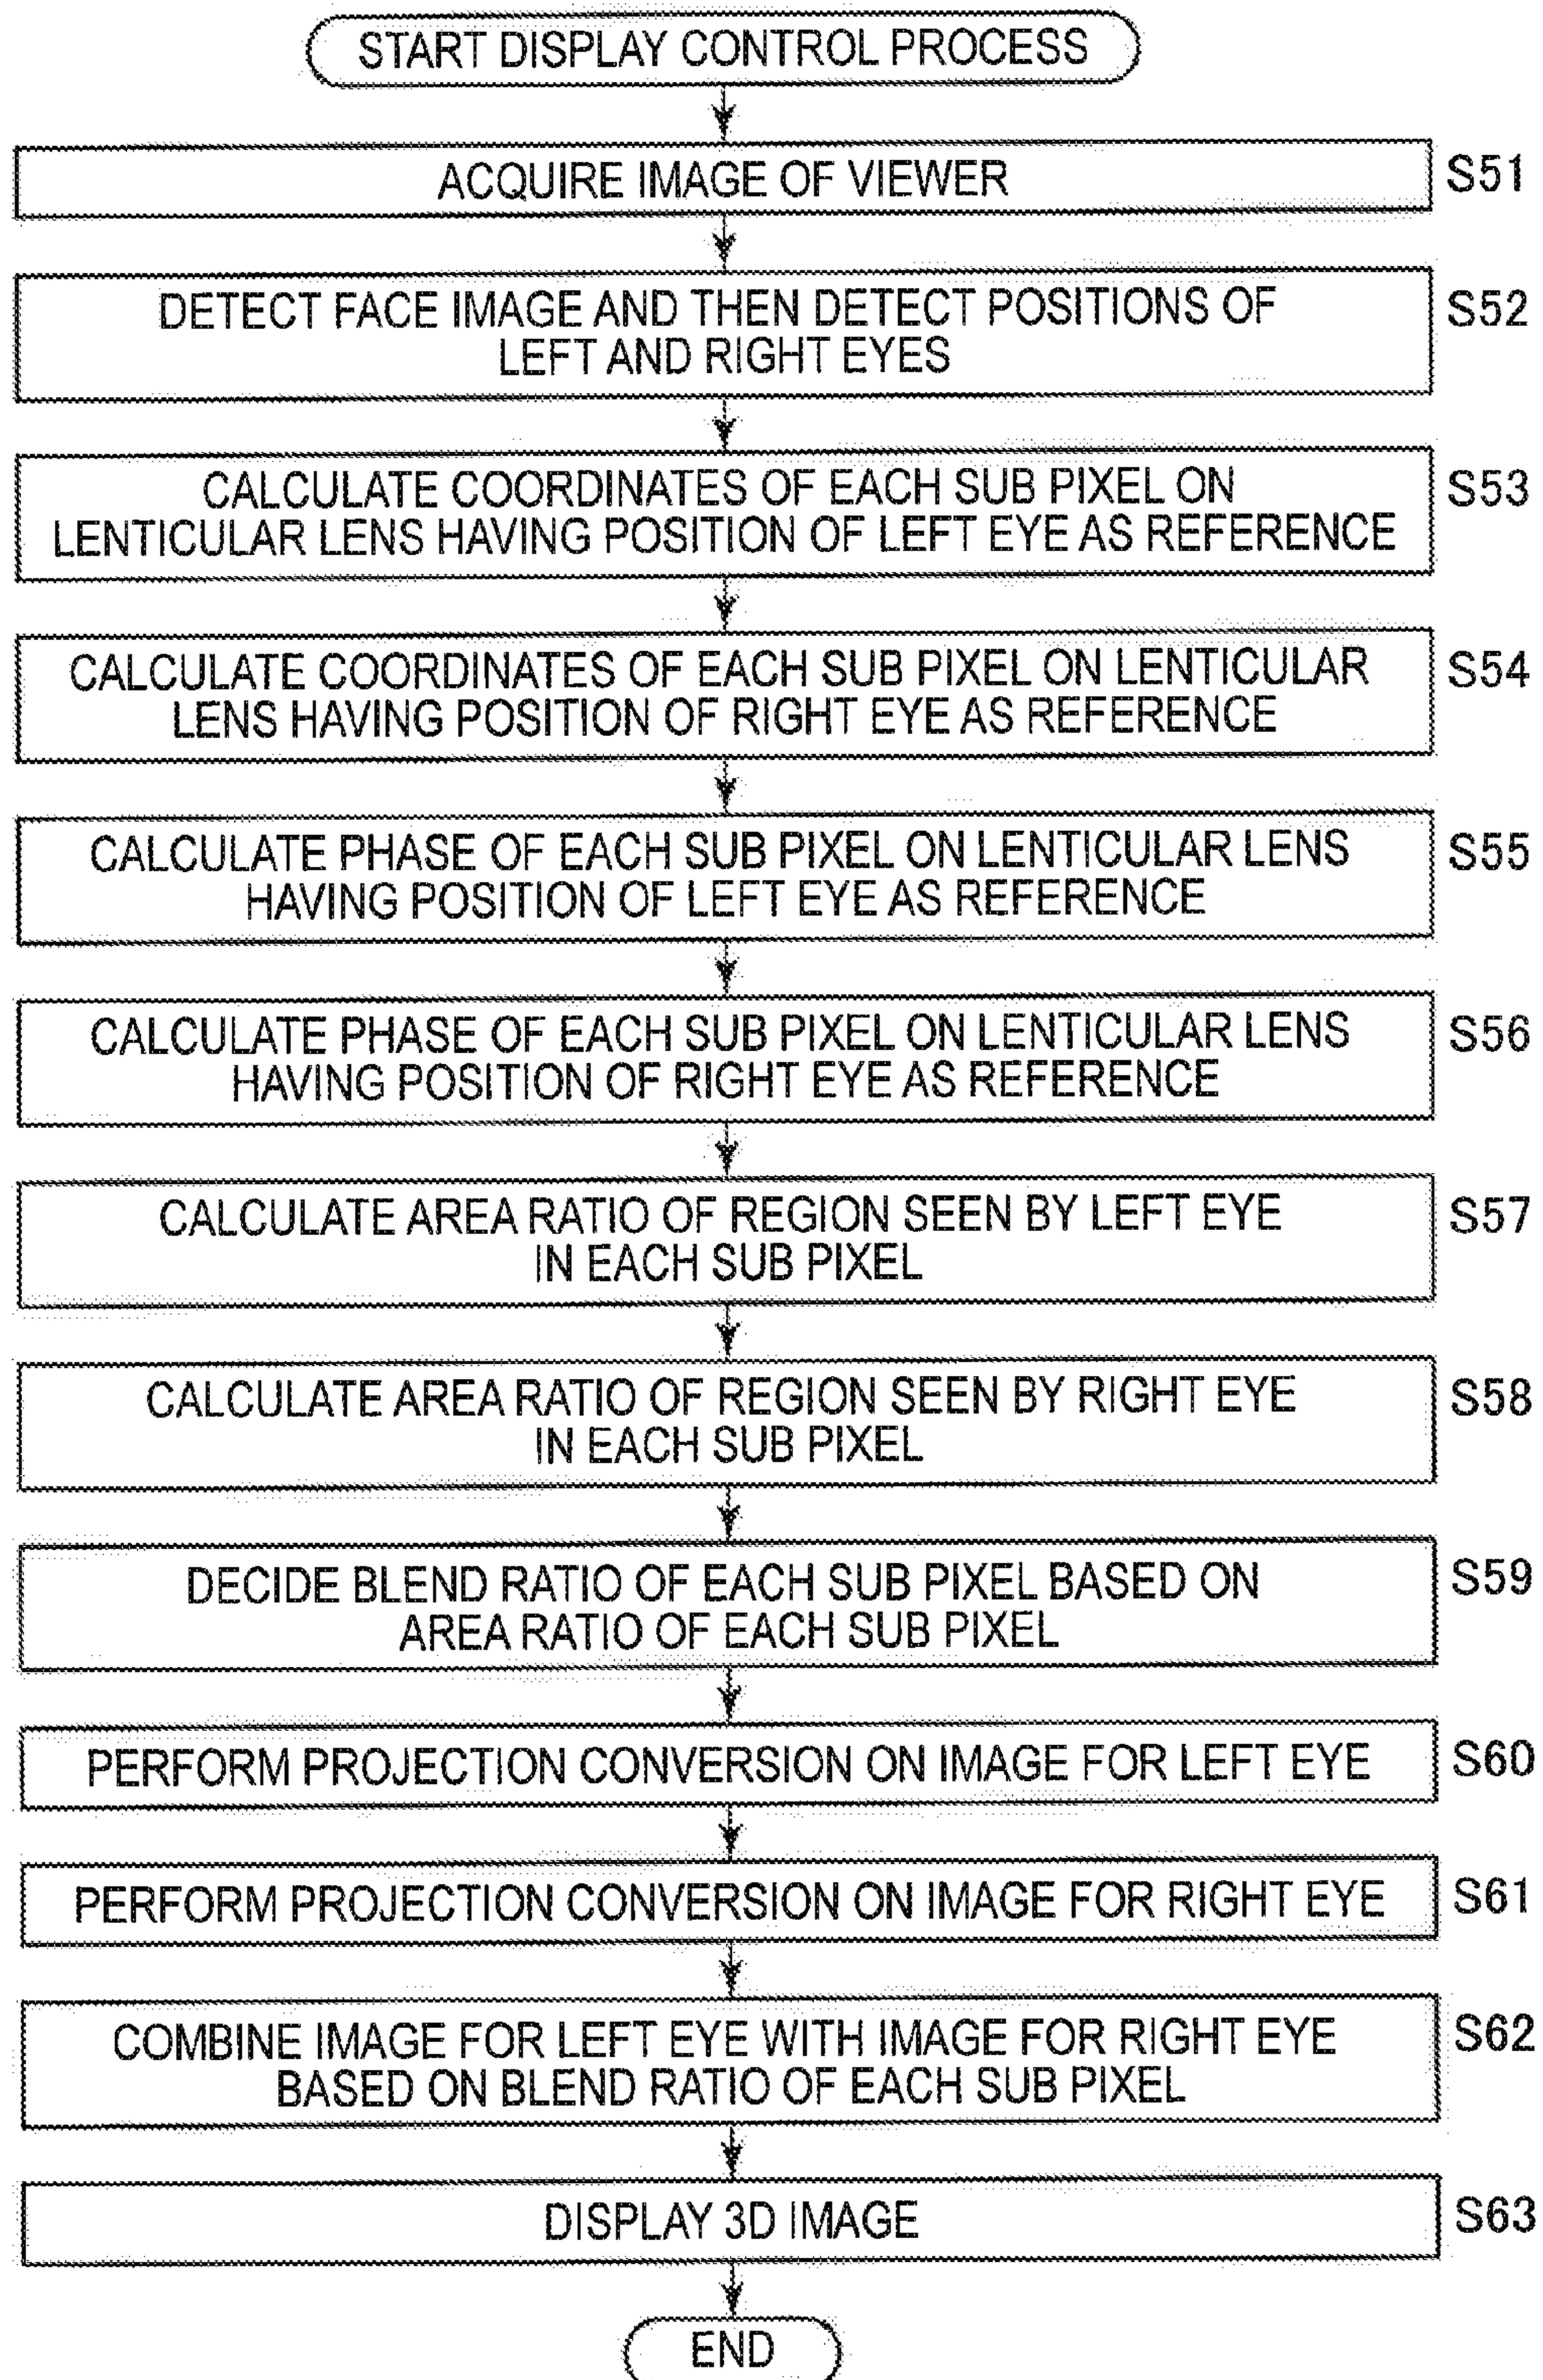 START DISPLAY CONTROL PROCESS
ACQUIRE IMAGE OF VIEWER
S51
DETECT FACE IMAGE AND THEN DETECT POSITIONS OF
LEFT AND RIGHT EYES
S52
CALCULATE COORDINATES OF EACH SUB PIXEL ON
LENTICULAR LENS HAVING POSITION OF LEFT EYE AS REFERENCE
S53
CALCULATE COORDINATES OF EACH SUB PIXEL ON LENTICULAR
LENS HAVING POSITION OF RIGHT EYE AS REFERENCE
S54
CALCULATE PHASE OF EACH SUB PIXEL ON LENTICULAR LENS
HAVING POSITION OF LEFT EYE AS REFERENCE
S55
CALCULATE PHASE OF EACH SUB PIXEL ON LENTICULAR LENS
HAVING POSITION OF RIGHT EYE AS REFERENCE
S56
CALCULATE AREA RATIO OF REGION SEEN BY LEFT EYE
IN EACH SUB PIXEL
S57
CALCULATE AREA RATIO OF REGION SEEN BY RIGHT EYE
IN EACH SUB PIXEL
S58
DECIDE BLEND RATIO OF EACH SUB PIXEL BASED ON
AREA RATIO OF EACH SUB PIXEL
S59
PERFORM PROJECTION CONVERSION ON IMAGE FOR LEFT EYE
S60
PERFORM PROJECTION CONVERSION ON IMAGE FOR RIGHT EYE
S61
COMBINE IMAGE FOR LEFT EYE WITH IMAGE FOR RIGHT EYE
BASED ON BLEND RATIO OF EACH SUB PIXEL
S62
DISPLAY 3D IMAGE
S63
END